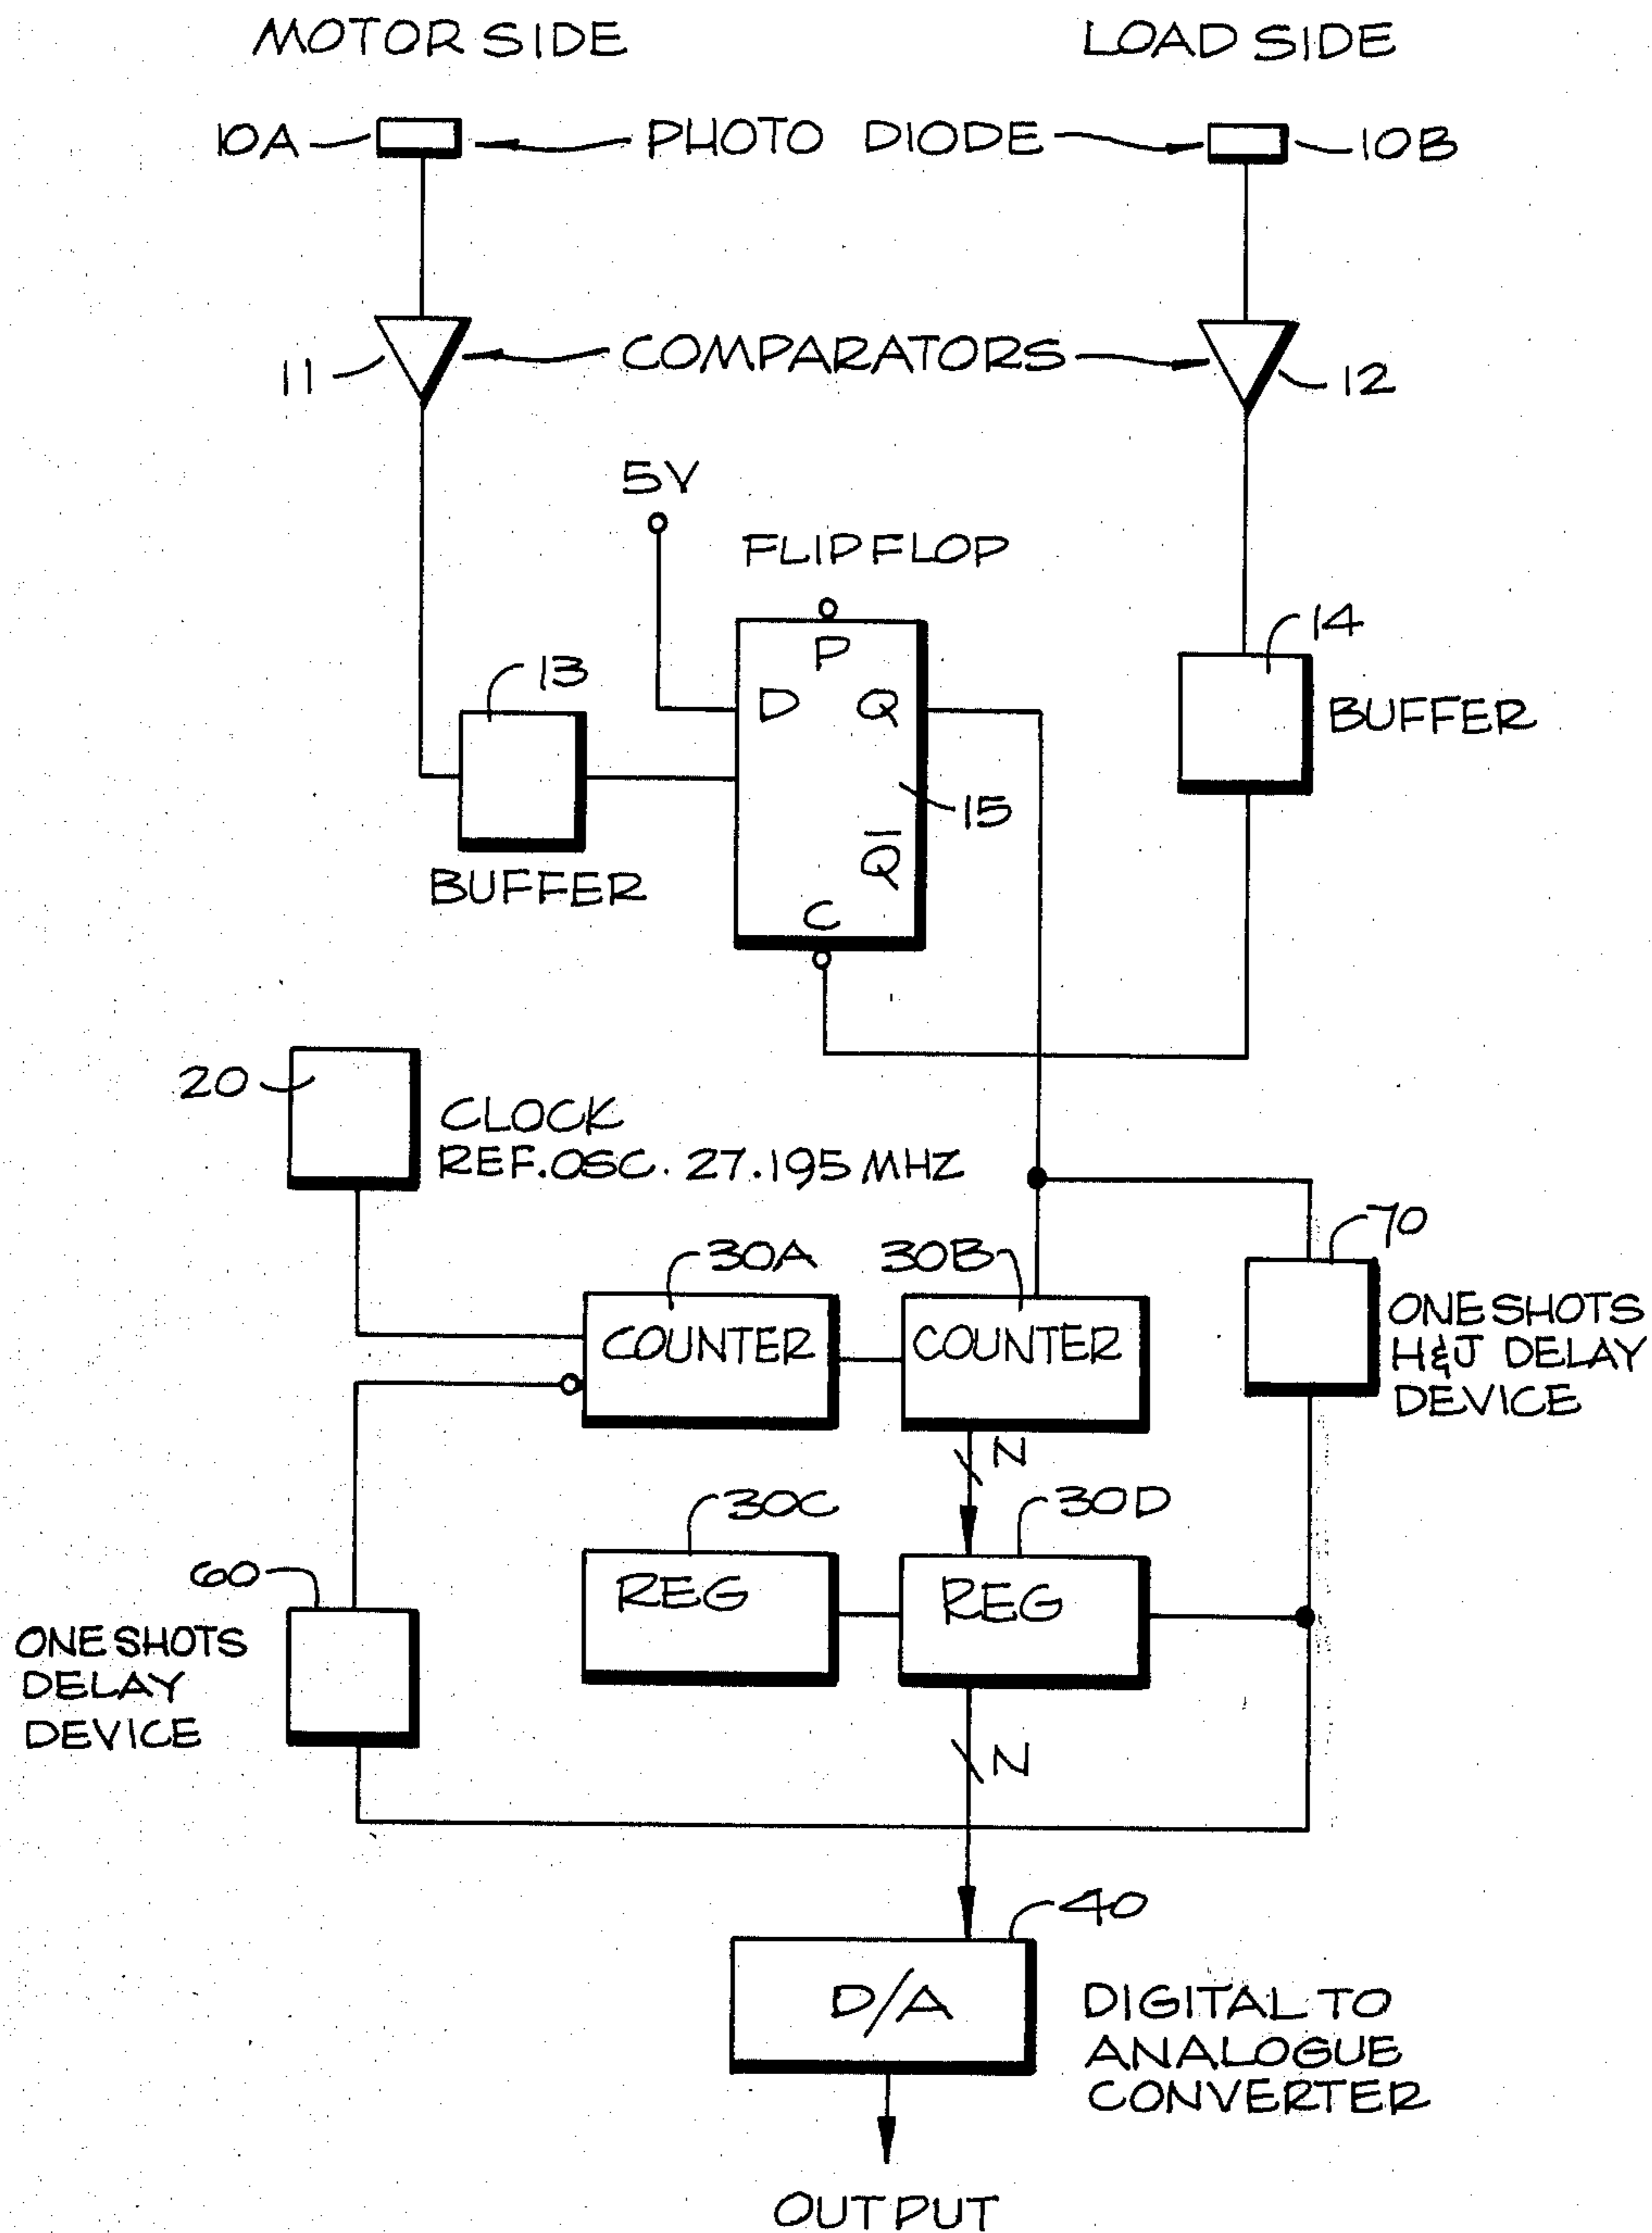 MOTOR SIDE
LOAD SIDE
10A
PHOTO DIODE
10B
11
COMPARATORS
12
5V
FLIP FLOP
P
D
Q
Q̅
C
15
13
BUFFER
14
BUFFER
20
CLOCK
REF. OSC. 27.195 MHZ
30A
COUNTER
30B
COUNTER
70
ONE SHOTS
H&J DELAY
DEVICE
N
30C
REG
30D
REG
60
ONE SHOTS
DELAY
DEVICE
N
40
D/A
DIGITAL TO
ANALOGUE
CONVERTER
OUTPUT